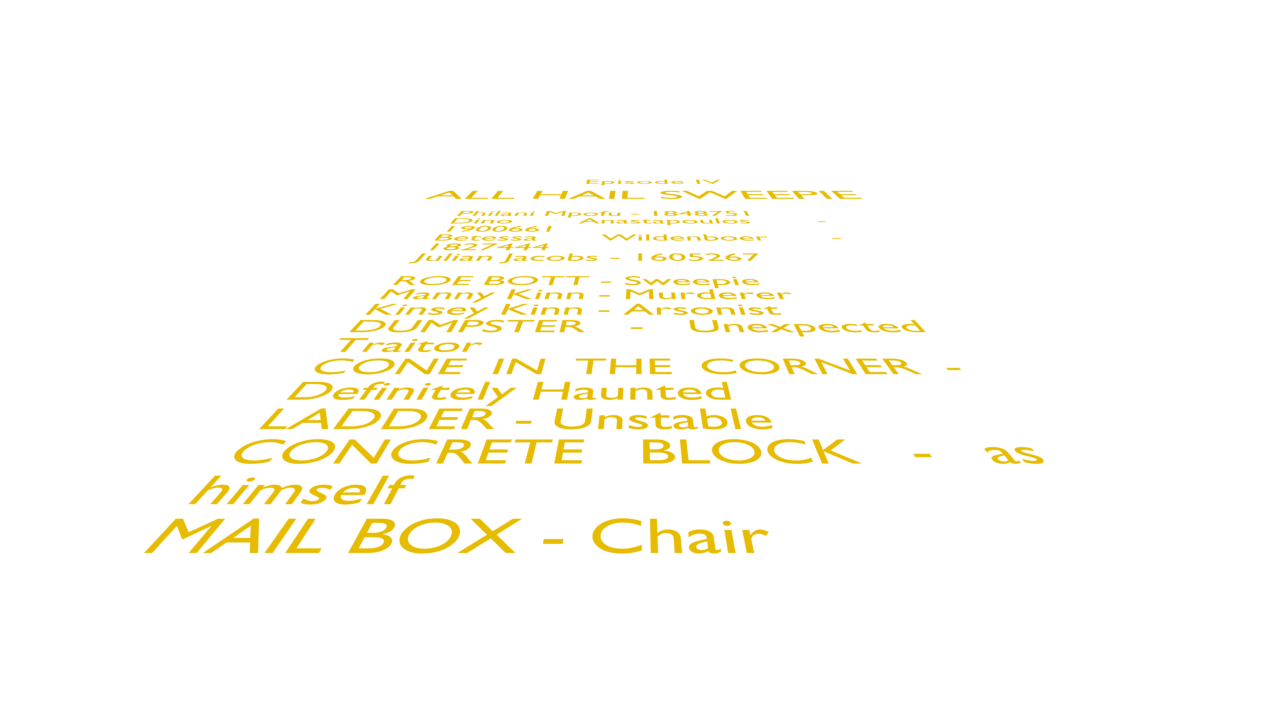 Episode IV
ALL HAIL SWEEPIE
Philani Mpofu - 1848751
Dino Anastapoulos -
1900661
Betessa Wildenboer -
1827444
Julian Jacobs - 1605267
ROE BOTT - Sweepie
Manny Kinn - Murderer
Kinsey Kinn - Arsonist
DUMPSTER - Unexpected
Traitor
CONE IN THE CORNER -
Definitely Haunted
LADDER - Unstable
CONCRETE BLOCK - as
himself
MAIL BOX - Chair